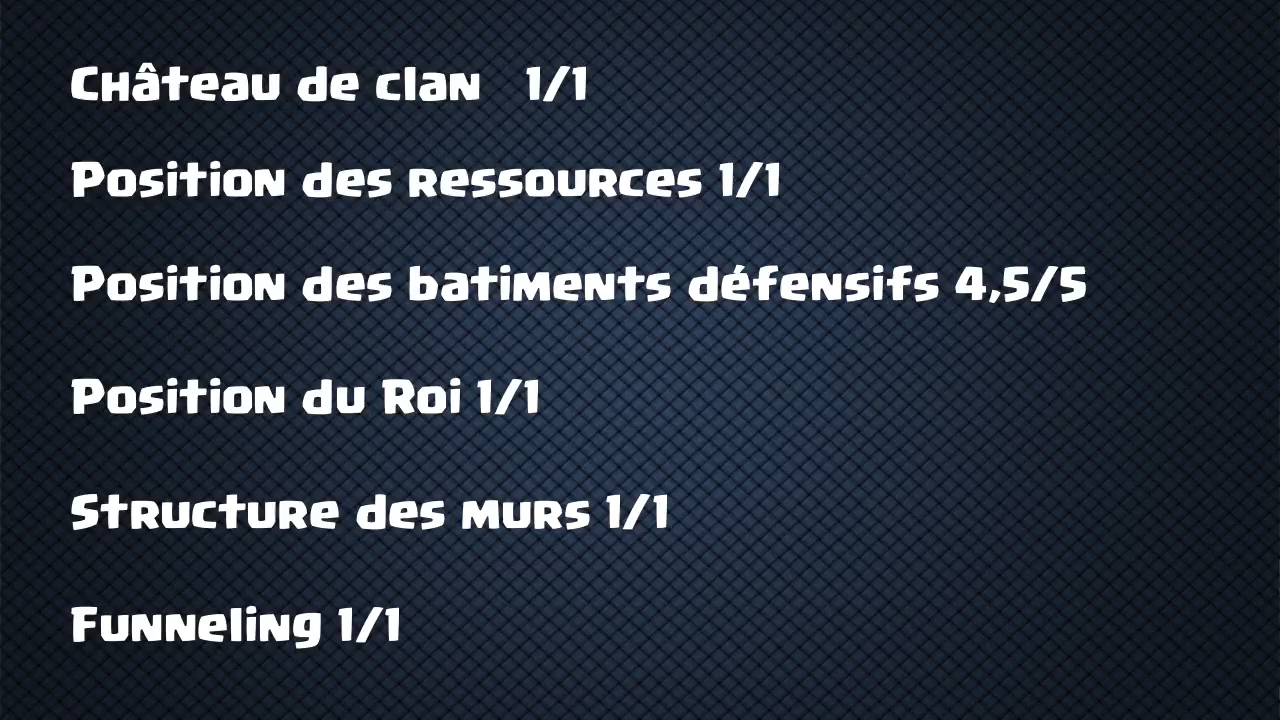 Château de clan 1/1
Position des ressources 1/1
Position des batiments défensifs 4,5/5
Position du Roi 1/1
Structure des murs 1/1
Funneling 1/1